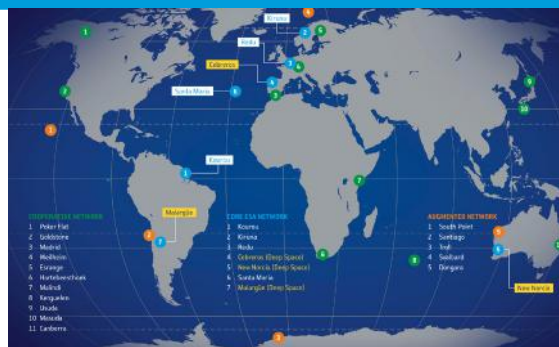 Kiruna
Redu
Cebreros
Santa Maria
Kourou
Malargüe
New Norcia
COOPERATIVE NETWORK
1 Poker Flat
2 Goldstone
3 Madrid
4 Weilheim
5 Esrange
6 Hartebeesthoek
7 Malindi
8 Kerguelen
9 Uchida
10 Masuda
11 Canberra
CORE ESA NETWORK
1 Kourou
2 Kiruna
3 Redu
4 Cebreros (Deep Space)
5 New Norcia (Deep Space)
6 Santa Maria
7 Malargüe (Deep Space)
AUGMENTED NETWORK
1 South Point
2 Santiago
3 Troll
4 Svalbard
5 Dongara